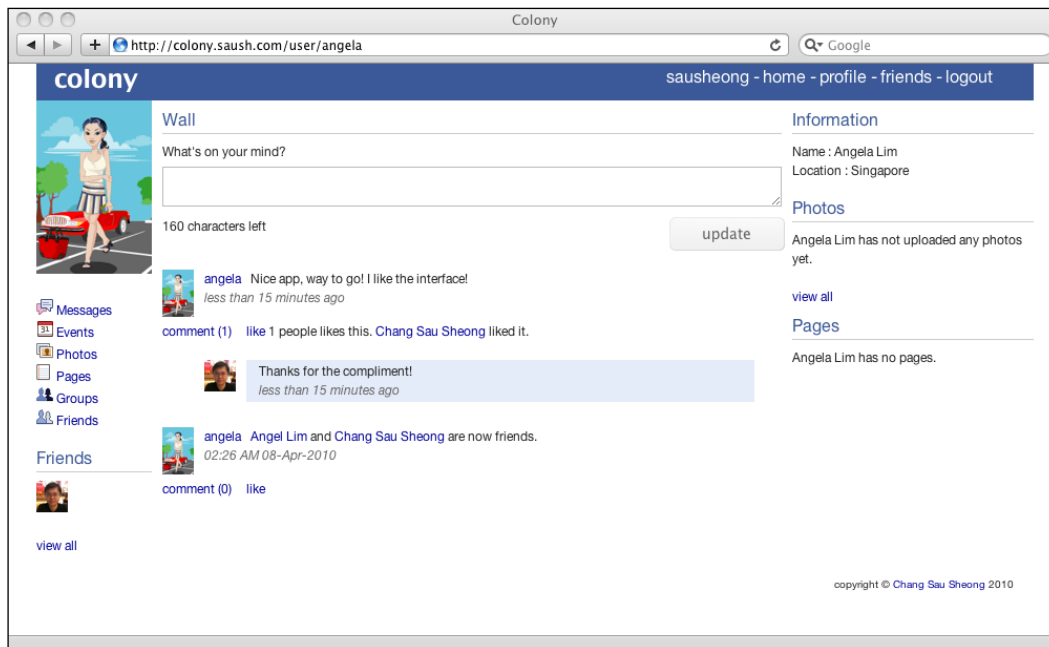 Colony
http://colony.saush.com/user/angela
Google
colony
sausheong - home - profile - friends - logout
Wall
What's on your mind?
160 characters left
update
angela Nice app, way to go! I like the interface!
less than 15 minutes ago
comment (1) like 1 people likes this. Chang Sau Sheong liked it.
Thanks for the compliment!
less than 15 minutes ago
angela Angel Lim and Chang Sau Sheong are now friends.
02:26 AM 08-Apr-2010
comment (0) like
31
Messages
Events
Photos
Pages
Groups
Friends
Friends
view all
Information
Name : Angela Lim
Location : Singapore
Photos
Angela Lim has not uploaded any photos
yet.
view all
Pages
Angela Lim has no pages.
copyright © Chang Sau Sheong 2010